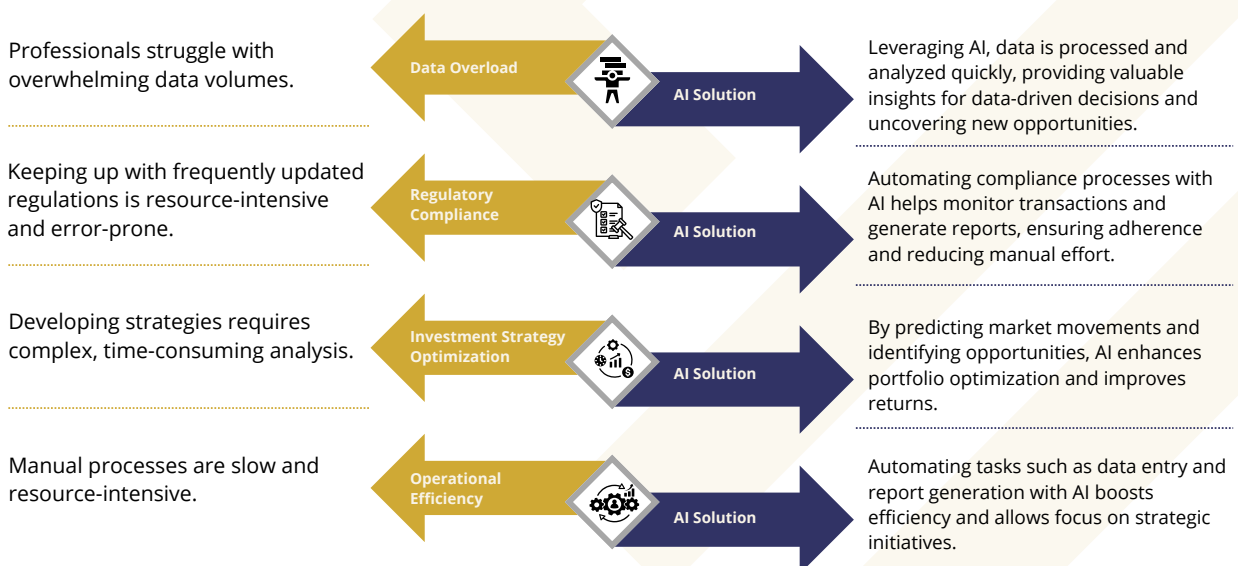 Professionals struggle with
overwhelming data volumes.
Data Overload
AI Solution
Leveraging AI, data is processed and
analyzed quickly, providing valuable
insights for data-driven decisions and
uncovering new opportunities.
Keeping up with frequently updated
regulations is resource-intensive
and error-prone.
Regulatory
Compliance
AI Solution
Automating compliance processes with
AI helps monitor transactions and
generate reports, ensuring adherence
and reducing manual effort.
Developing strategies requires
complex, time-consuming analysis.
Investment Strategy
Optimization
AI Solution
By predicting market movements and
identifying opportunities, AI enhances
portfolio optimization and improves
returns.
Manual processes are slow and
resource-intensive.
Operational
Efficiency
AI Solution
Automating tasks such as data entry and
report generation with AI boosts
efficiency and allows focus on strategic
initiatives.